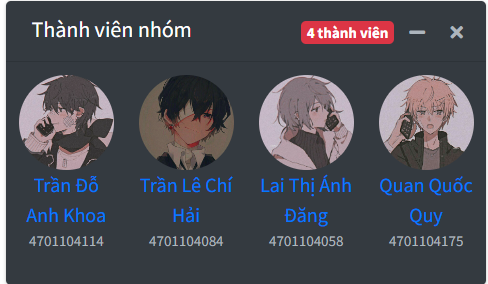 Thành viên nhóm
4 thành viên
Trần Đỗ
Anh Khoa
4701104114
Trần Lê Chí
Hải
4701104084
Lai Thị Ánh
Đăng
4701104058
Quan Quốc
Quy
4701104175